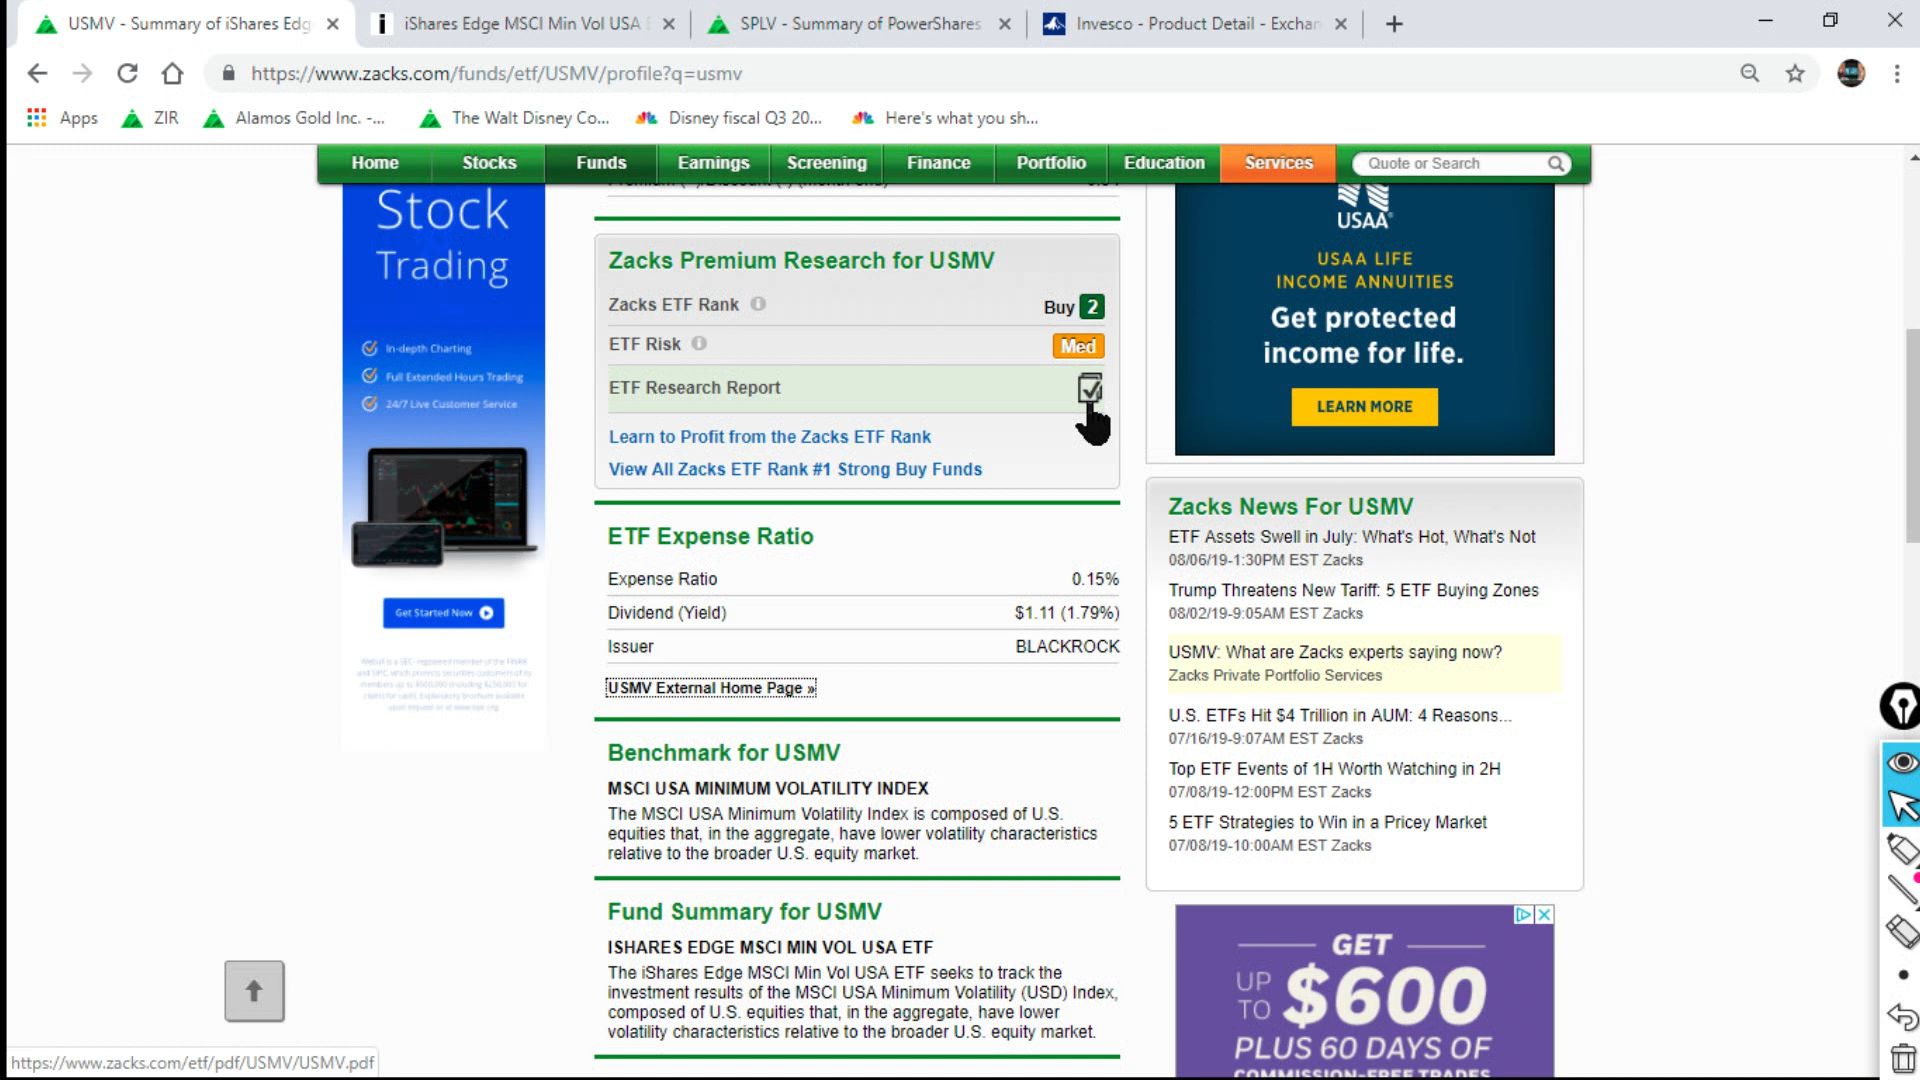 USMV - Summary of iShares Edg
iShares Edge MSCI Min Vol USA
SPLV - Summary of PowerShares
Invesco - Product Detail - Exchan
https://www.zacks.com/funds/etf/USMV/profile?q=usmv
Apps
ZIR
Alamos Gold Inc. -...
The Walt Disney Co...
Disney fiscal Q3 20...
Here's what you sh...
Home
Stocks
Funds
Earnings
Screening
Finance
Portfolio
Education
Services
Quote or Search
Stock
Trading
In-depth Charting
Full Extended Hours Trading
24/7 Live Customer Service
Get Started Now
Zacks Premium Research for USMV
Zacks ETF Rank
Buy 2
ETF Risk
Med
ETF Research Report
Learn to Profit from the Zacks ETF Rank
View All Zacks ETF Rank #1 Strong Buy Funds
ETF Expense Ratio
Expense Ratio 0.15%
Dividend (Yield) $1.11 (1.79%)
Issuer BLACKROCK
USMV External Home Page »
Benchmark for USMV
MSCI USA MINIMUM VOLATILITY INDEX
The MSCI USA Minimum Volatility Index is composed of U.S.
equities that, in the aggregate, have lower volatility characteristics
relative to the broader U.S. equity market.
Fund Summary for USMV
ISHARES EDGE MSCI MIN VOL USA ETF
The iShares Edge MSCI Min Vol USA ETF seeks to track the
investment results of the MSCI USA Minimum Volatility (USD) Index,
composed of U.S. equities that, in the aggregate, have lower
volatility characteristics relative to the broader U.S. equity market.
USAA®
USAA LIFE
INCOME ANNUITIES
Get protected
income for life.
LEARN MORE
Zacks News For USMV
ETF Assets Swell in July: What's Hot, What's Not
08/06/19-1:30PM EST Zacks
Trump Threatens New Tariff: 5 ETF Buying Zones
08/02/19-9:05AM EST Zacks
USMV: What are Zacks experts saying now?
Zacks Private Portfolio Services
U.S. ETFs Hit $4 Trillion in AUM: 4 Reasons...
07/16/19-9:07AM EST Zacks
Top ETF Events of 1H Worth Watching in 2H
07/08/19-12:00PM EST Zacks
5 ETF Strategies to Win in a Pricey Market
07/08/19-10:00AM EST Zacks
GET
UP
TO
$600
PLUS 60 DAYS OF
COMMISSION-FREE TRADES
https://www.zacks.com/etf/pdf/USMV/USMV.pdf